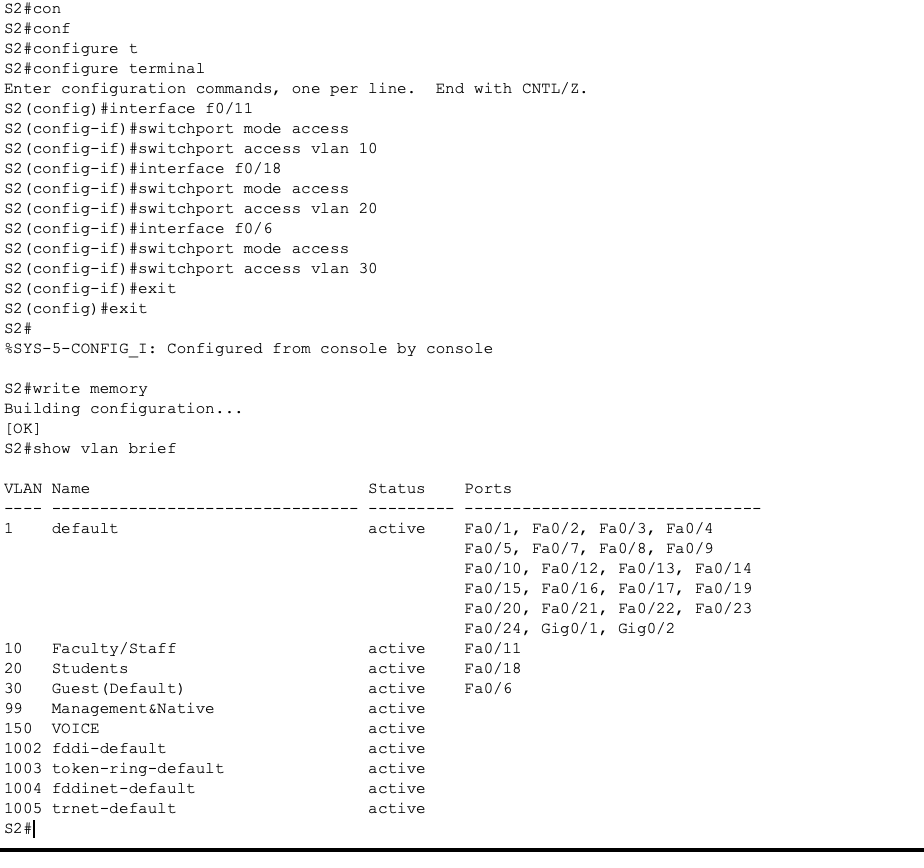 S2#con
S2#conf
S2#configure t
S2#configure terminal
Enter configuration commands, one per line.  End with CNTL/Z.
S2(config)#interface f0/11
S2(config-if)#switchport mode access
S2(config-if)#switchport access vlan 10
S2(config-if)#interface f0/18
S2(config-if)#switchport mode access
S2(config-if)#switchport access vlan 20
S2(config-if)#interface f0/6
S2(config-if)#switchport mode access
S2(config-if)#switchport access vlan 30
S2(config-if)#exit
S2(config)#exit
S2#
%SYS-5-CONFIG_I: Configured from console by console

S2#write memory
Building configuration...
[OK]
S2#show vlan brief

VLAN Name                             Status    Ports
---- -------------------------------- --------- -------------------------------
1    default                          active    Fa0/1, Fa0/2, Fa0/3, Fa0/4
                                                Fa0/5, Fa0/7, Fa0/8, Fa0/9
                                                Fa0/10, Fa0/12, Fa0/13, Fa0/14
                                                Fa0/15, Fa0/16, Fa0/17, Fa0/19
                                                Fa0/20, Fa0/21, Fa0/22, Fa0/23
                                                Fa0/24, Gig0/1, Gig0/2
10   Faculty/Staff                    active    Fa0/11
20   Students                         active    Fa0/18
30   Guest(Default)                   active    Fa0/6
99   Management&Native                active
150  VOICE                            active
1002 fddi-default                     active
1003 token-ring-default               active
1004 fddinet-default                  active
1005 trnet-default                    active
S2#